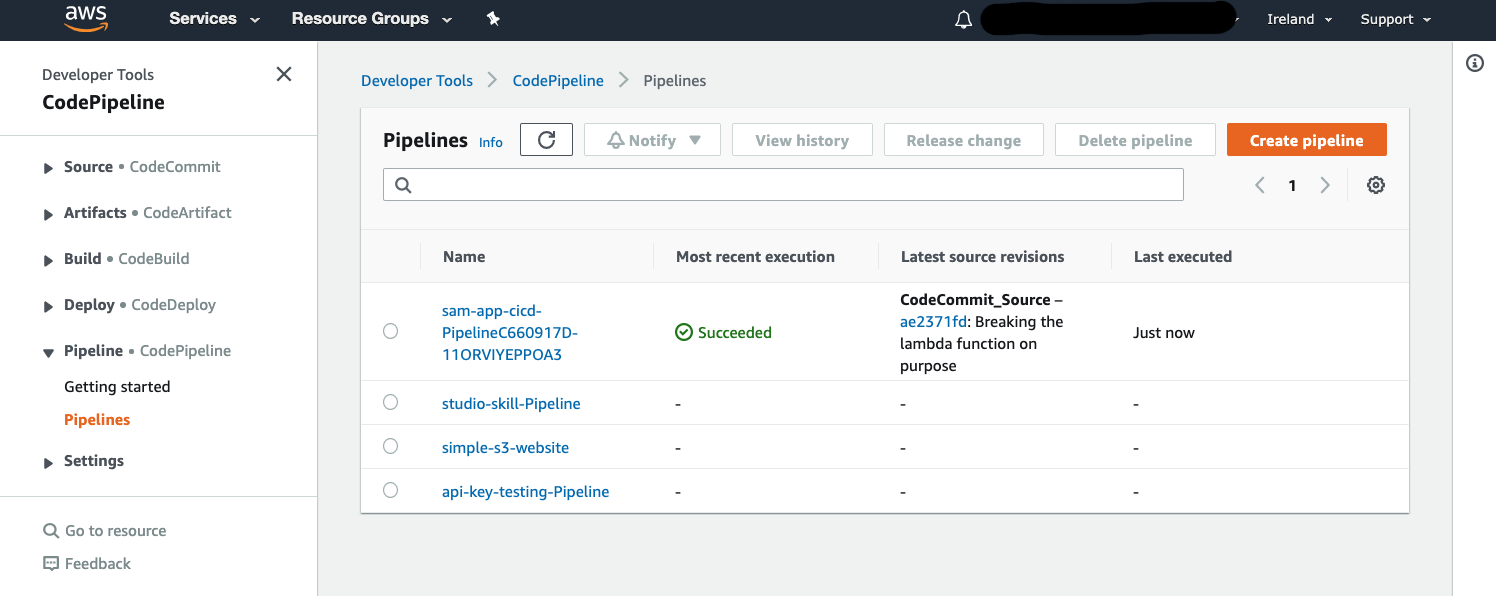 aws Services Resource Groups Ireland Support
Developer Tools
CodePipeline
Source • CodeCommit
Artifacts • CodeArtifact
Build • CodeBuild
Deploy • CodeDeploy
Pipeline • CodePipeline
Getting started
Pipelines
Settings
Go to resource
Feedback
Developer Tools > CodePipeline > Pipelines
Pipelines Info Notify View history Release change Delete pipeline Create pipeline
1
Name Most recent execution Latest source revisions Last executed
sam-app-cicd-
PipelineC660917D-
11ORVIYEPPOA3
Succeeded
CodeCommit_Source –
ae2371fd: Breaking the
lambda function on
purpose
Just now
studio-skill-Pipeline - - -
simple-s3-website - - -
api-key-testing-Pipeline - - -